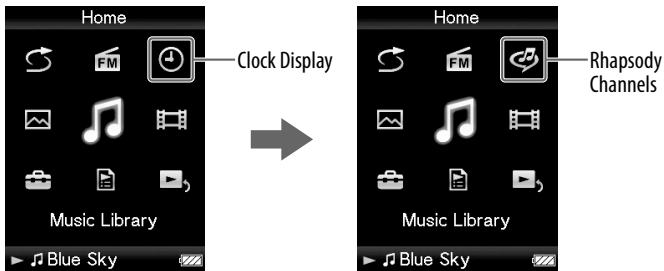 Home
FM
Music Library
Blue Sky
Clock Display
Home
FM
Music Library
Blue Sky
Rhapsody
Channels